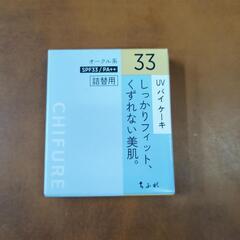 オークル系
SPF33/PA++
詰替用
33
UV バイ ケーキ
しっかりフィット、
くずれない美肌。
ちふれ
CHIFURE